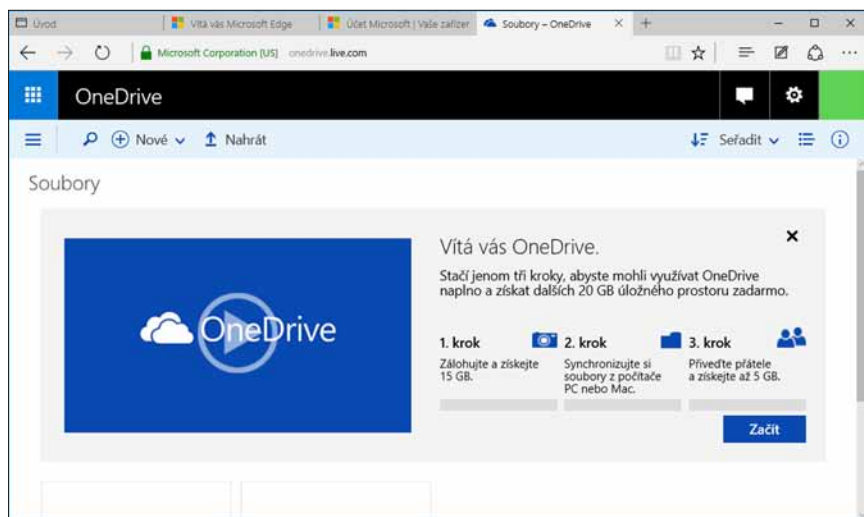 Úvod
Vítá vás Microsoft Edge
Účet Microsoft | Vaše zařízer
Soubory – OneDrive
Microsoft Corporation [US] onedrive.live.com
OneDrive
Nové
Nahrát
Seřadit
Soubory
OneDrive
Vítá vás OneDrive.
Stačí jenom tři kroky, abyste mohli využívat OneDrive
naplno a získat dalších 20 GB úložného prostoru zadarmo.
1. krok
Zálohujte a získejte
15 GB.
2. krok
Synchronizujte si
soubory z počítače
PC nebo Mac.
3. krok
Přiveďte přátele
a získejte až 5 GB.
Začít